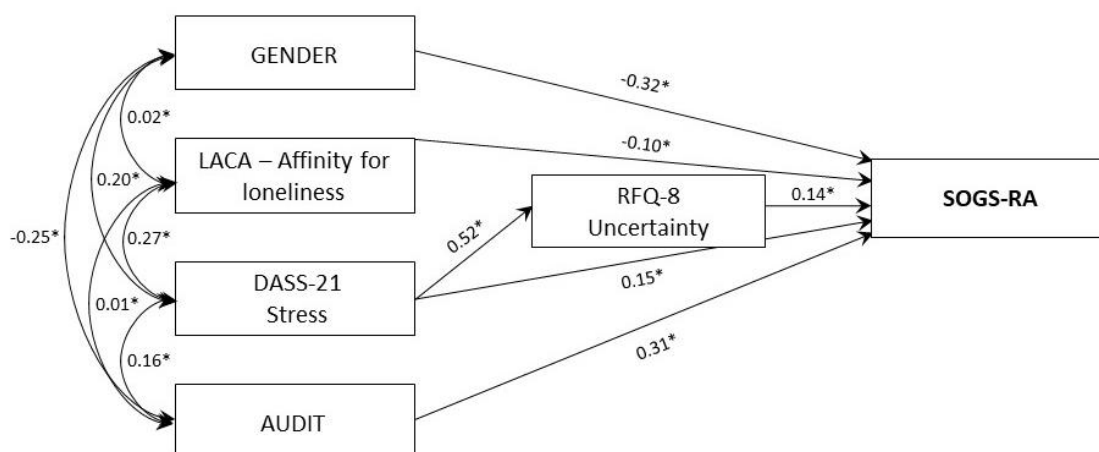 GENDER
-0.32*
0.02*
LACA – Affinity for
loneliness
-0.10*
SOGS-RA
0.20*
RFQ-8
Uncertainty
0.14*
-0.25*
0.27*
0.52*
DASS-21
Stress
0.15*
0.01*
0.16*
0.31*
AUDIT